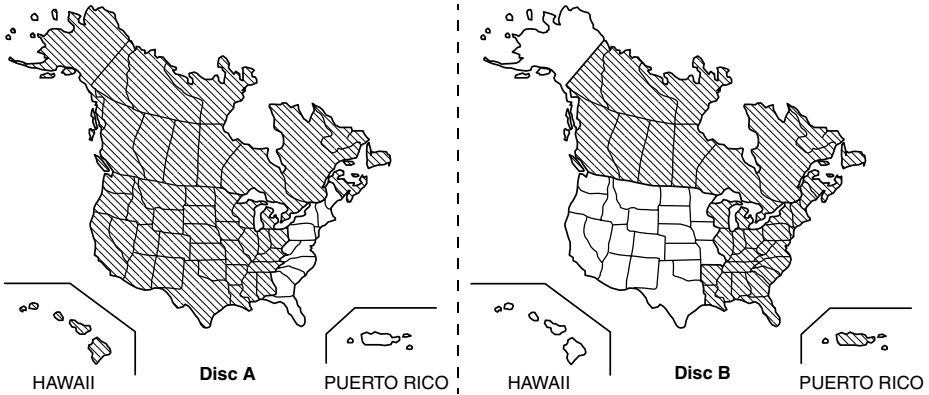 HAWAII
Disc A
PUERTO RICO
HAWAII
Disc B
PUERTO RICO